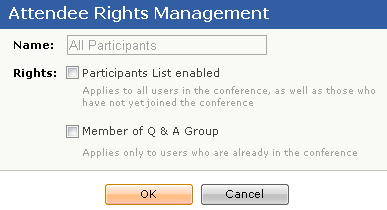 Attendee Rights Management
Name: All Participants
Rights: Participants List enabled
Applies to all users in the conference, as well as those who
have not yet joined the conference
Member of Q & A Group
Applies only to users who are already in the conference
OK Cancel